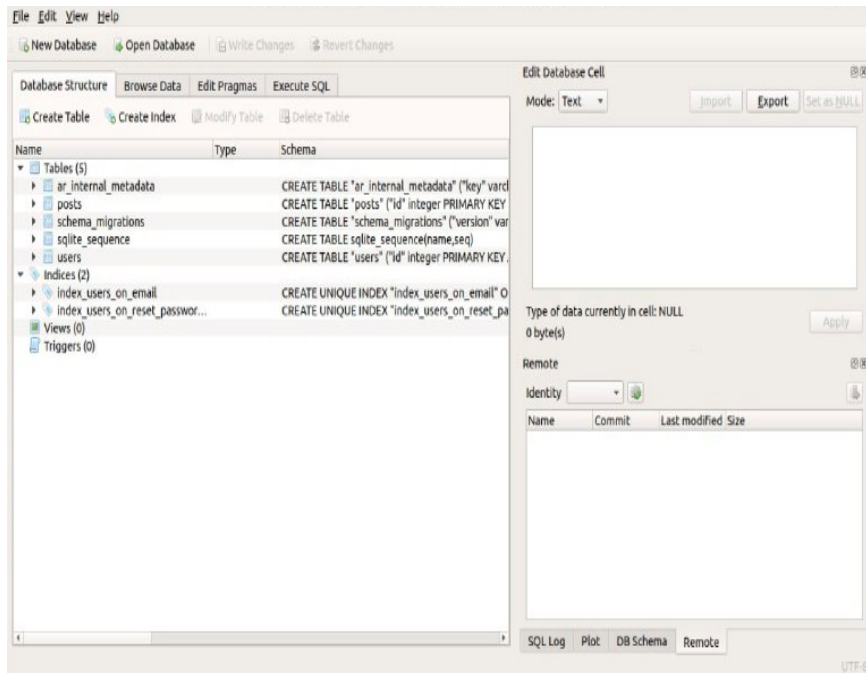 File Edit View Help
New Database Open Database Write Changes Revert Changes
Database Structure Browse Data Edit Pragmas Execute SQL
Create Table Create Index Modify Table Delete Table
Name Type Schema
Tables (5)
ar_internal_metadata CREATE TABLE "ar_internal_metadata" ("key" varcl
posts CREATE TABLE "posts" ("id" integer PRIMARY KEY
schema_migrations CREATE TABLE "schema_migrations" ("version" var
sqlite_sequence CREATE TABLE sqlite_sequence(name,seq)
users CREATE TABLE "users" ("id" integer PRIMARY KEY
Indices (2)
index_users_on_email CREATE UNIQUE INDEX "index_users_on_email" O
index_users_on_reset_passwor... CREATE UNIQUE INDEX "index_users_on_reset_pa
Views (0)
Triggers (0)
Edit Database Cell
Mode: Text Import Export Set as NULL
Type of data currently in cell: NULL
0 byte(s)
Apply
Remote
Identity
Name Commit Last modified Size
SQL Log Plot DB Schema Remote